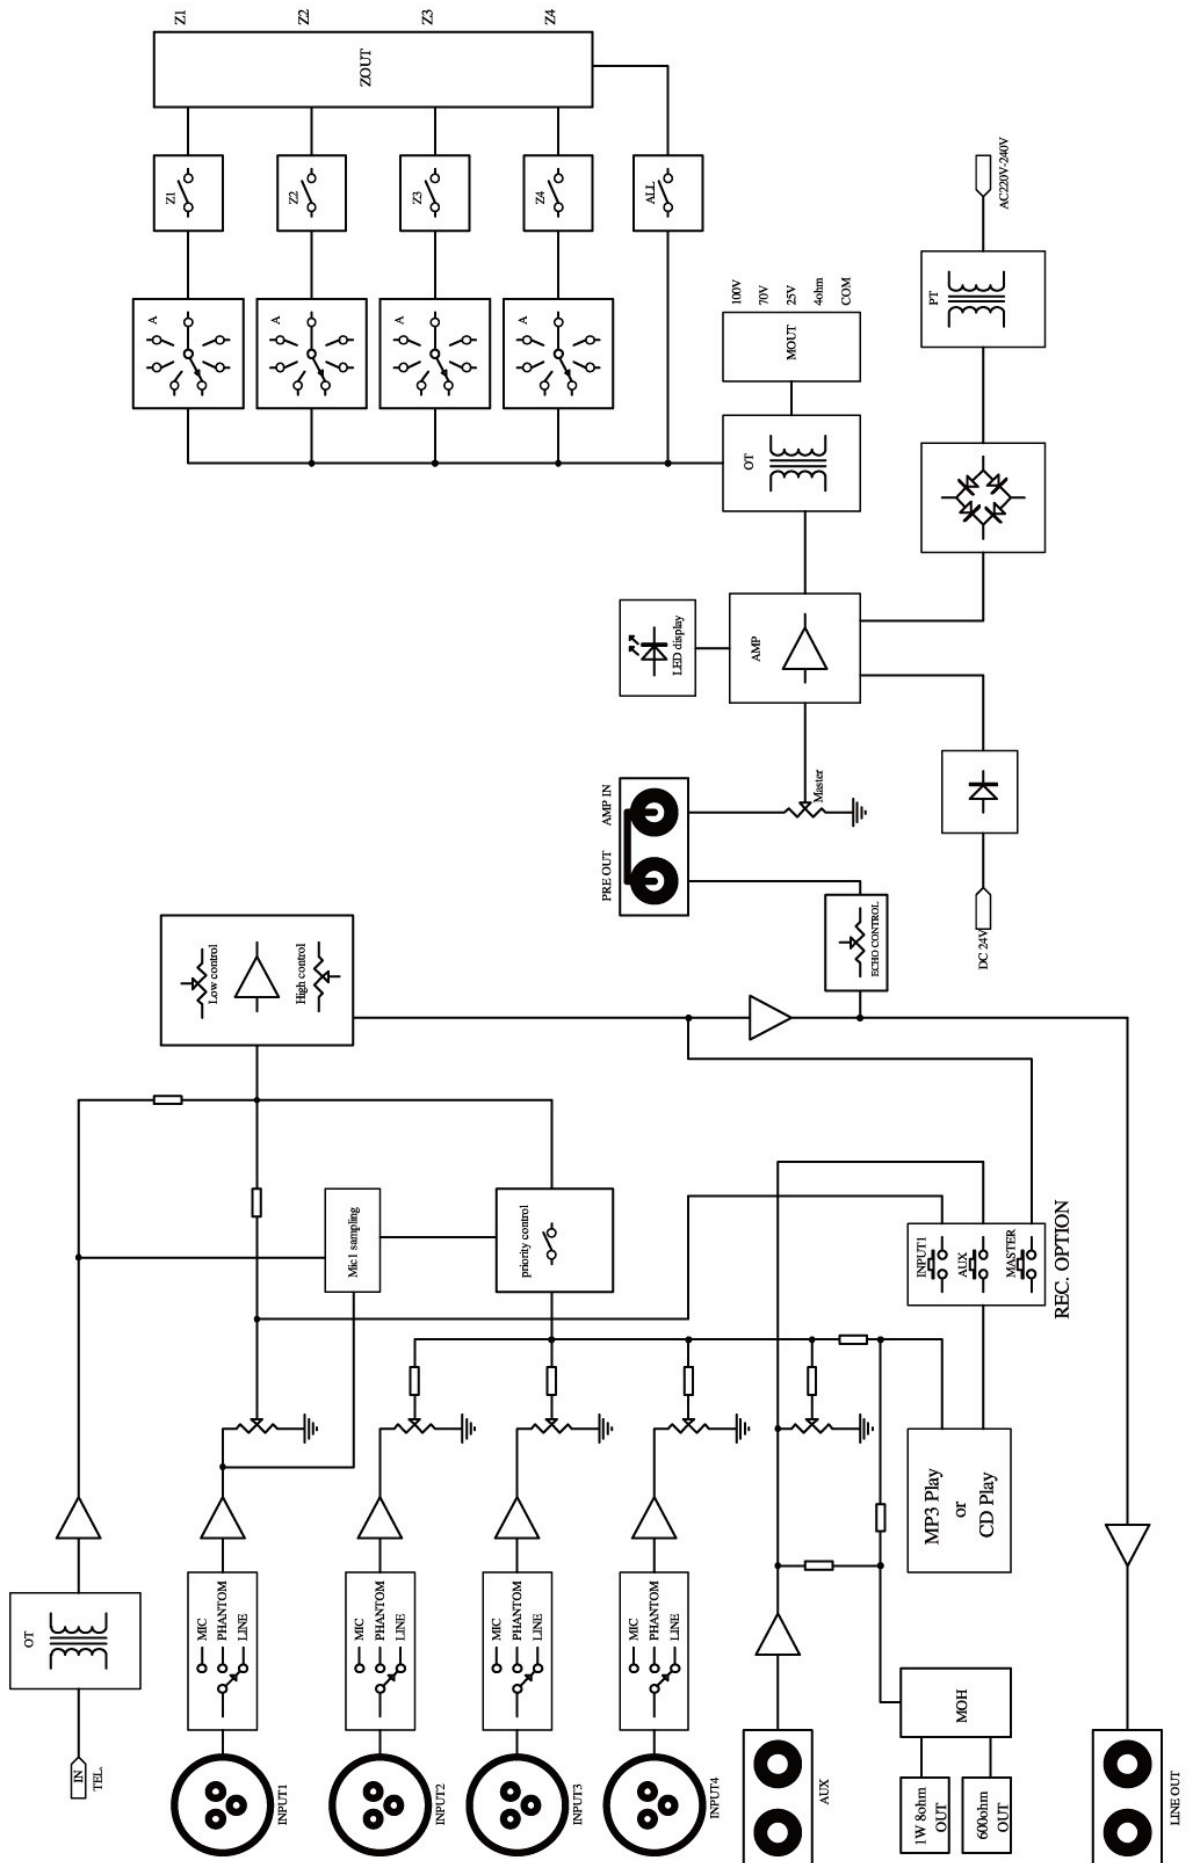 IN
TEL.
OT
INPUT1
MIC
PHANTOM
LINE
INPUT2
MIC
PHANTOM
LINE
INPUT3
MIC
PHANTOM
LINE
INPUT4
MIC
PHANTOM
LINE
AUX
1W 8ohm
OUT
600ohm
OUT
MOH
LINE OUT
MP3 Play
or
CD Play
Mic1 sampling
priority control
INPUT1
AUX
MASTER
REC. OPTION
Low control
High control
ECHO CONTROL
PRE OUT
AMP IN
Master
DC 24V
LED display
AMP
OT
MOUT
100V
70V
25V
4ohm
COM
PT
AC220V-240V
A
A
A
A
Z1
Z2
Z3
Z4
ALL
ZOUT
Z1
Z2
Z3
Z4